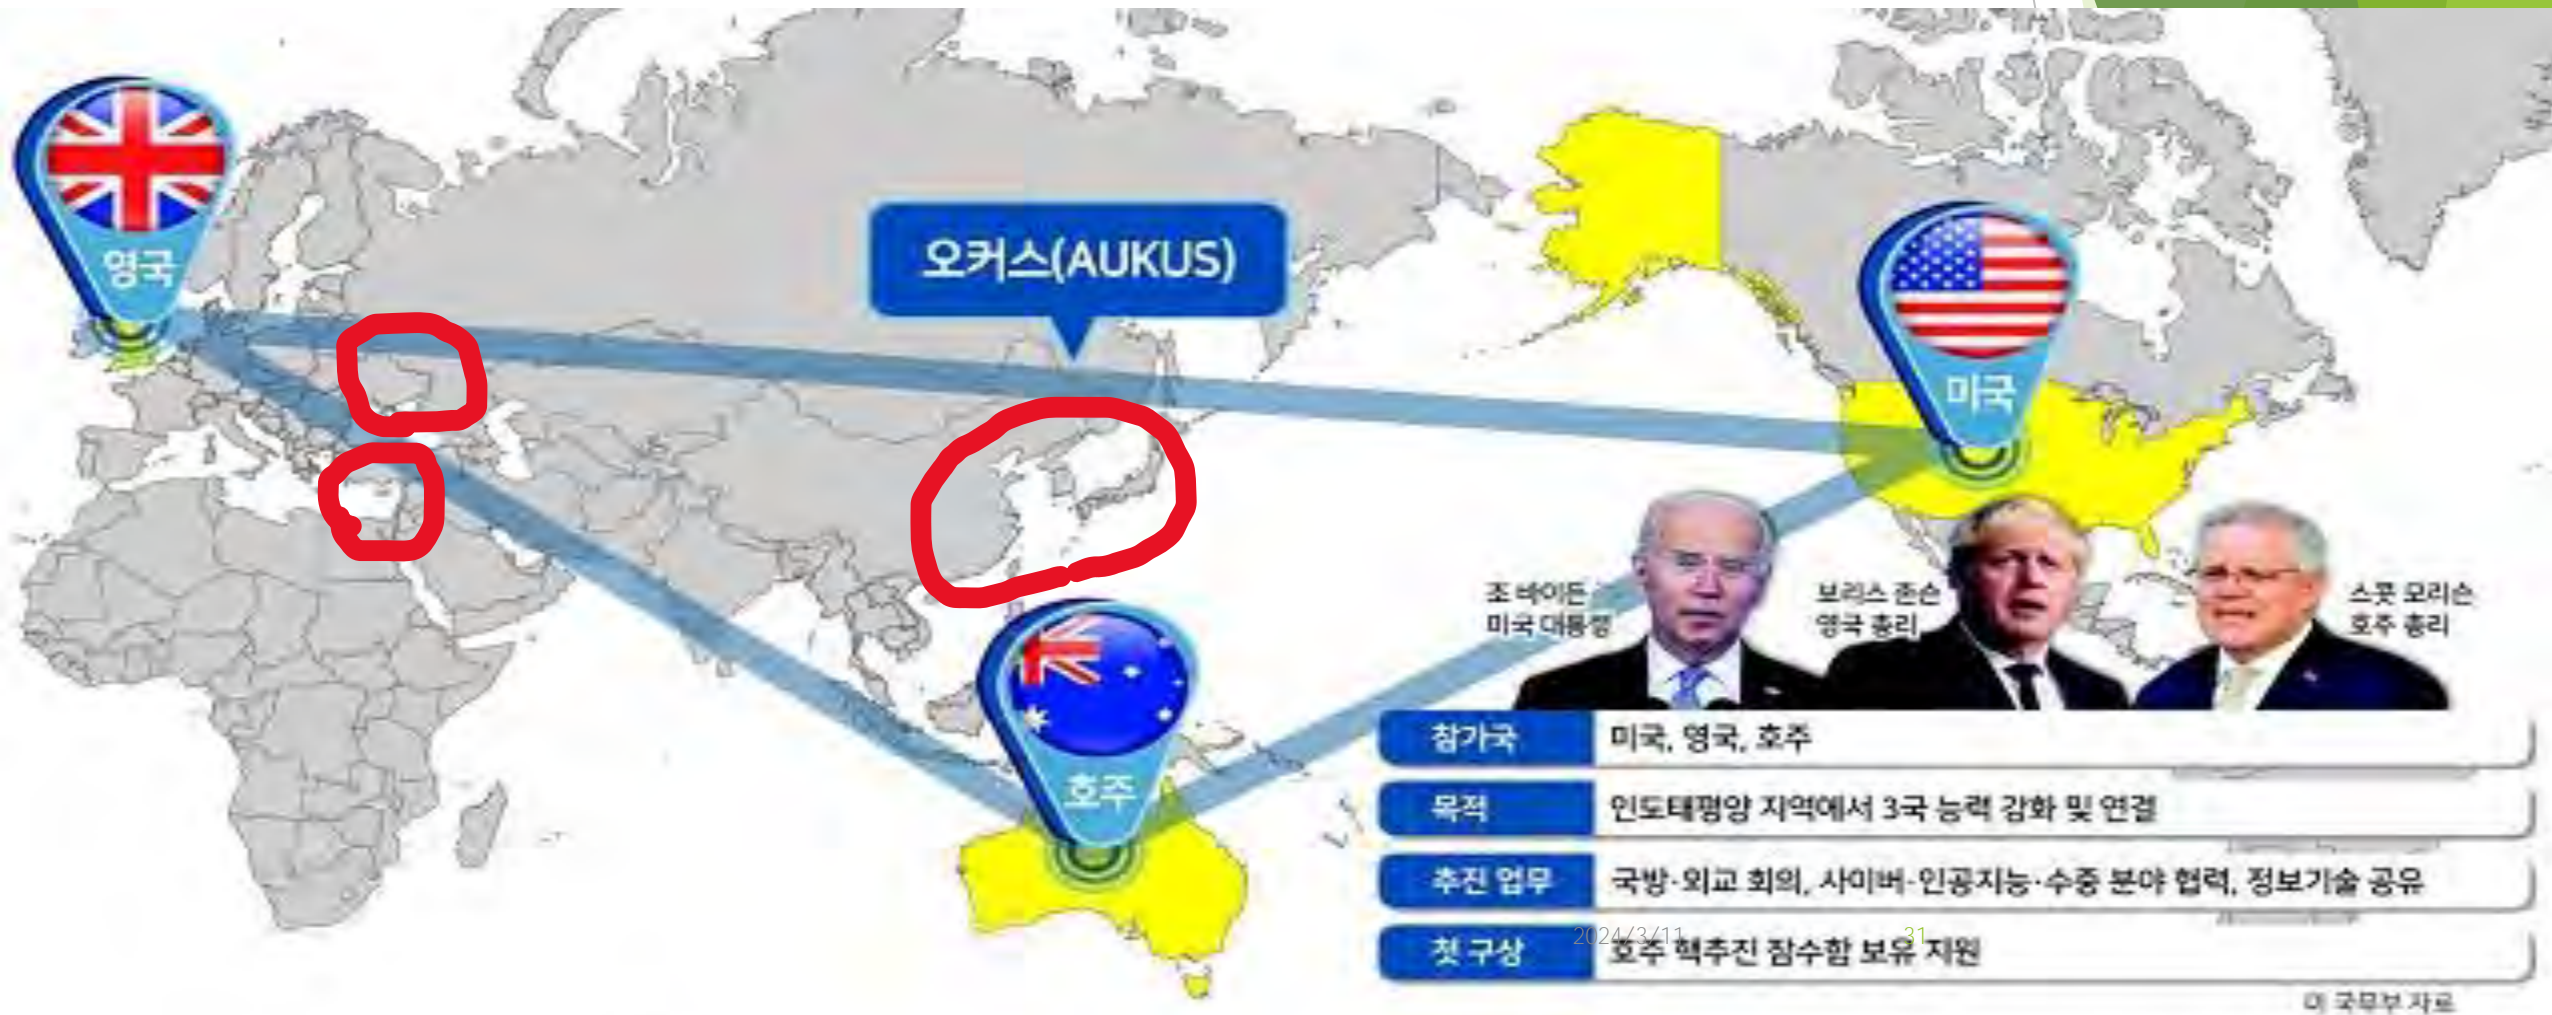 영국
오커스(AUKUS)
미국
호주
조 바이든
미국 대통령
보리스 존슨
영국 총리
스콧 모리슨
호주 총리
참가국 미국, 영국, 호주
목적 인도태평양 지역에서 3국 능력 강화 및 연결
추진 업무 국방·외교 회의, 사이버·인공지능·수중 분야 협력, 정보기술 공유
2024/3/11 31
첫 구상 호주 핵추진 잠수함 보유 지원
미 국무부 자료